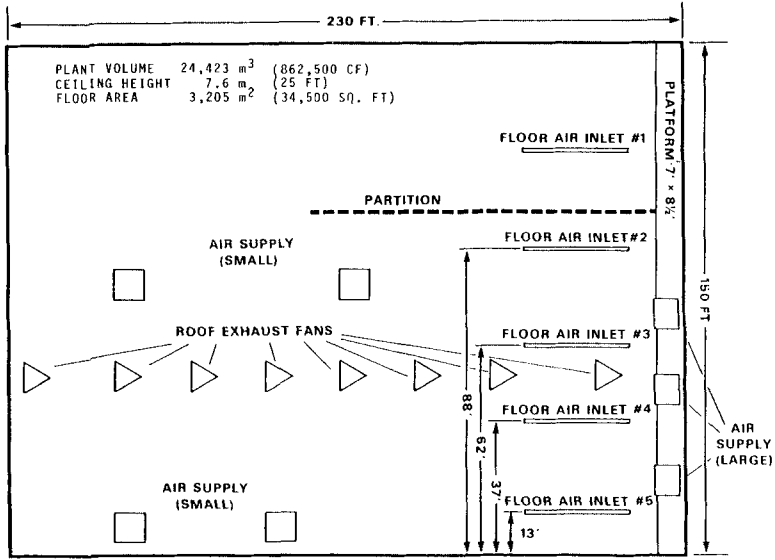 230 FT.
PLANT VOLUME 24,423 m3 (862,500 CF)
CEILING HEIGHT 7.6 m (25 FT)
FLOOR AREA 3,205 m2 (34,500 SQ. FT)
PLATFORM 7' × 8½'
FLOOR AIR INLET #1
PARTITION
FLOOR AIR INLET #2
AIR SUPPLY
(SMALL)
150 FT
ROOF EXHAUST FANS
FLOOR AIR INLET #3
88'
62'
FLOOR AIR INLET #4
37'
AIR
SUPPLY
(LARGE)
AIR SUPPLY
(SMALL)
FLOOR AIR INLET #5
13'